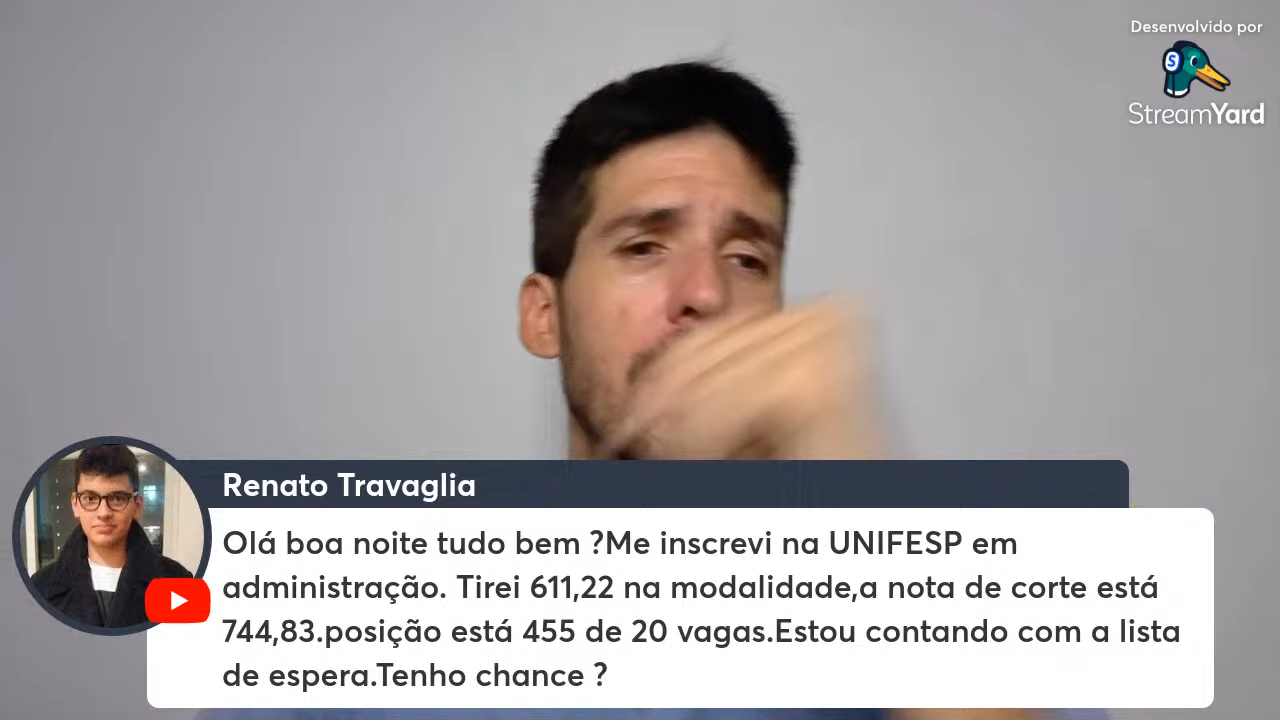 Desenvolvido por
StreamYard
Renato Travaglia
Olá boa noite tudo bem ?Me inscrevi na UNIFESP em
administração. Tirei 611,22 na modalidade,a nota de corte está
744,83.posição está 455 de 20 vagas.Estou contando com a lista
de espera.Tenho chance ?